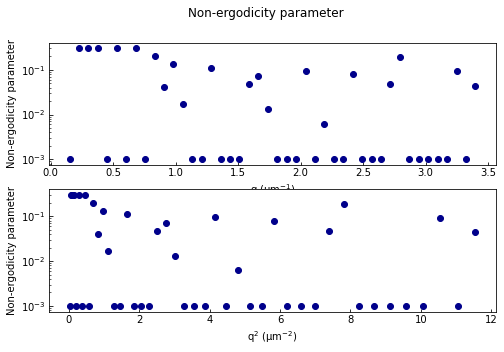 Non-ergodicity parameter
Non-ergodicity parameter
10⁻¹
10⁻²
10⁻³
0.0 0.5 1.0 1.5 2.0 2.5 3.0 3.5
q (μm⁻¹)
Non-ergodicity parameter
10⁻¹
10⁻²
10⁻³
0 2 4 6 8 10 12
q² (μm⁻²)